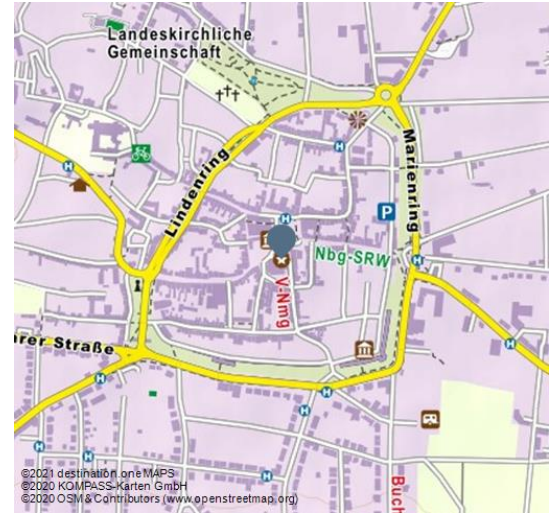 Landeskirchliche
Gemeinschaft
Lindenring
Marienring
H
H
H
P
Nbg-SRW
V-Nmg
H
H
hrer Straße
H
H
H
H
H
H
H
Buch
©2021 destination.one MAPS
©2020 KOMPASS-Karten GmbH
©2020 OSM & Contributors (www.openstreetmap.org)